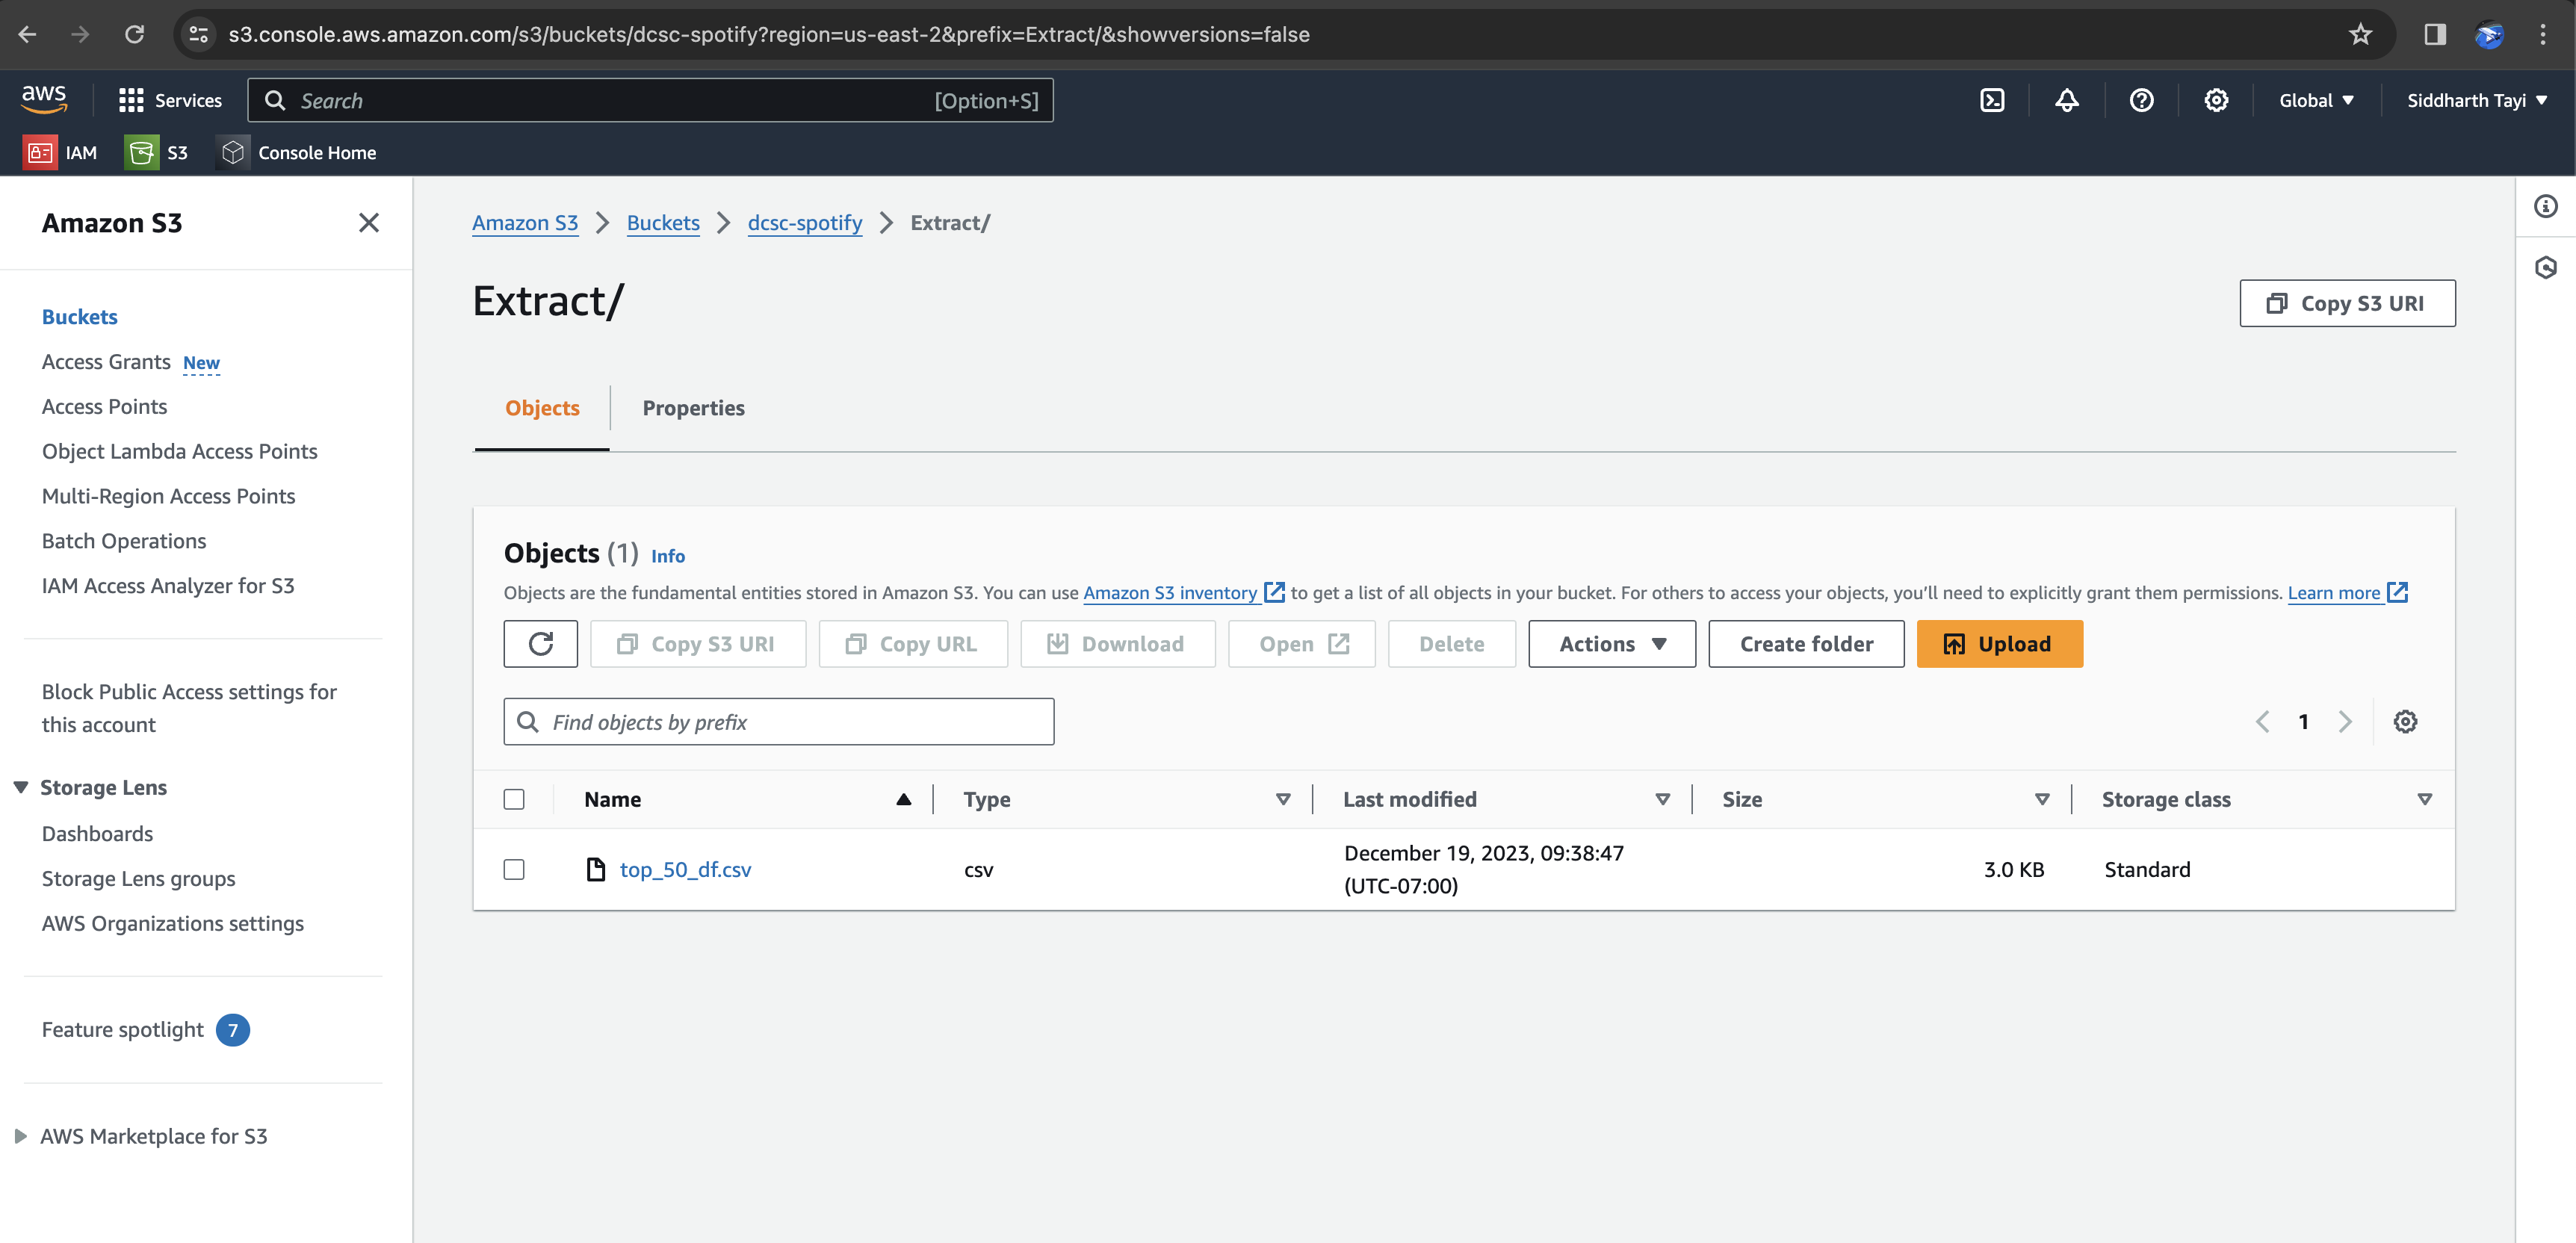 s3.console.aws.amazon.com/s3/buckets/dcsc-spotify?region=us-east-2&prefix=Extract/&showversions=false
aws
Services
Search
[Option+S]
Global
Siddharth Tayi
IAM
S3
Console Home
Amazon S3
Buckets
Access Grants New
Access Points
Object Lambda Access Points
Multi-Region Access Points
Batch Operations
IAM Access Analyzer for S3
Block Public Access settings for
this account
Storage Lens
Dashboards
Storage Lens groups
AWS Organizations settings
Feature spotlight 7
AWS Marketplace for S3
Amazon S3 Buckets dcsc-spotify Extract/
Extract/
Copy S3 URI
Objects Properties
Objects (1) Info
Objects are the fundamental entities stored in Amazon S3. You can use Amazon S3 inventory to get a list of all objects in your bucket. For others to access your objects, you’ll need to explicitly grant them permissions. Learn more
Copy S3 URI Copy URL Download Open Delete Actions Create folder Upload
Find objects by prefix
1
Name Type Last modified Size Storage class
top_50_df.csv csv December 19, 2023, 09:38:47 3.0 KB Standard
(UTC-07:00)